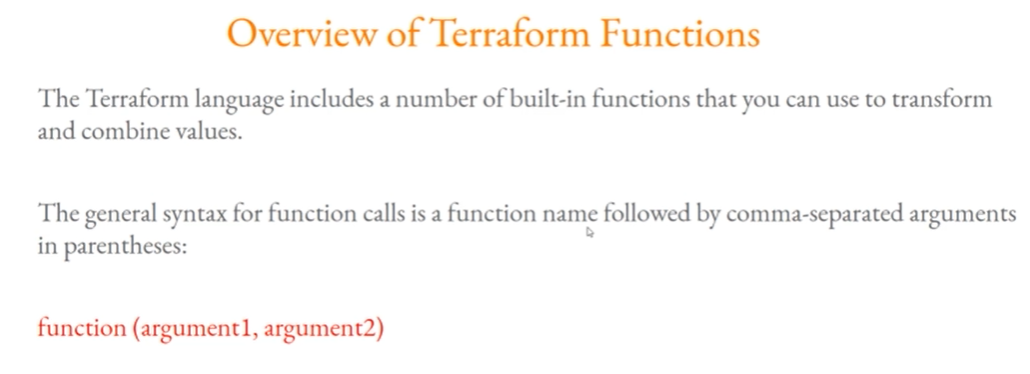 Overview of Terraform Functions
The Terraform language includes a number of built-in functions that you can use to transform
and combine values.
The general syntax for function calls is a function name followed by comma-separated arguments
in parentheses:
function (argument1, argument2)